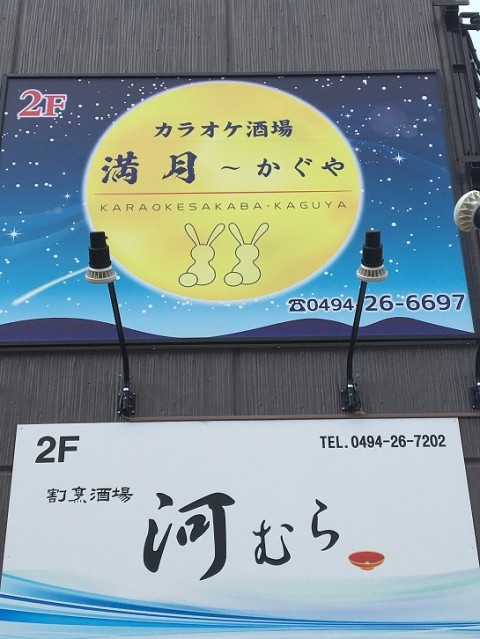 2F
カラオケ酒場
満月 ～かぐや
KARAOKESAKABA-KAGUYA
☎0494-26-6697
2F
TEL.0494-26-7202
割烹酒場
河むら